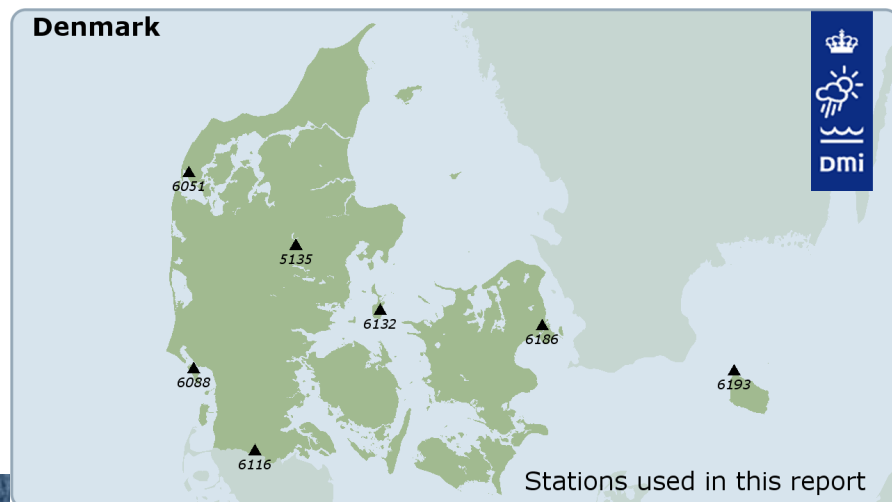 Denmark
DMi
6051
5135
6132
6186
6088
6193
6116
Stations used in this report